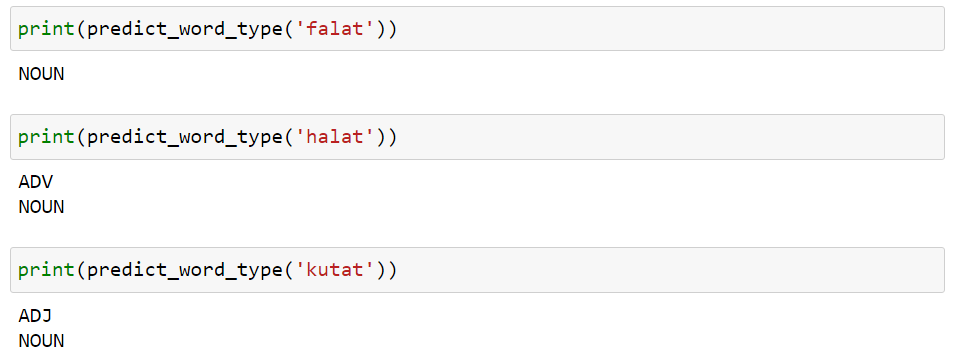 print(predict_word_type('falat'))
NOUN
print(predict_word_type('halat'))
ADV
NOUN
print(predict_word_type('kutat'))
ADJ
NOUN